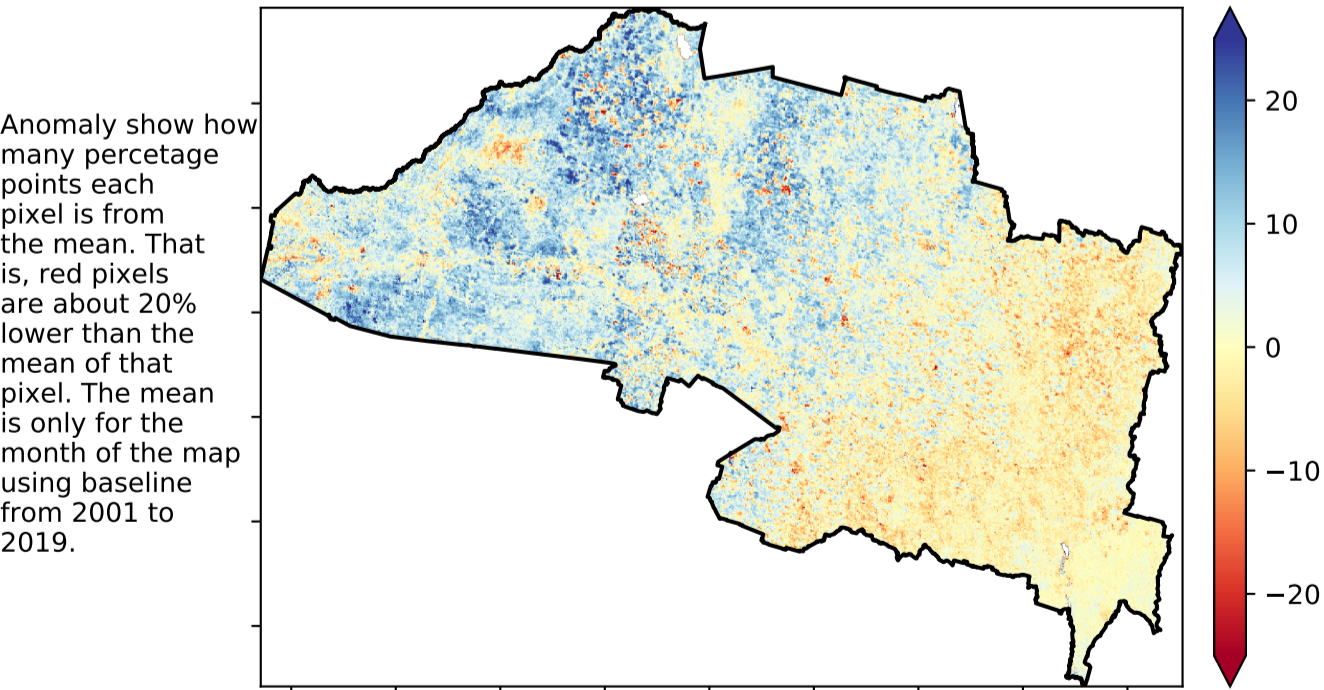 Anomaly show how
many percetage
points each
pixel is from
the mean. That
is, red pixels
are about 20%
lower than the
mean of that
pixel. The mean
is only for the
month of the map
using baseline
from 2001 to
2019.
20
10
0
−10
−20